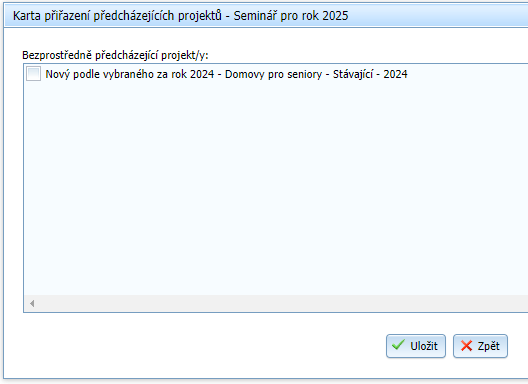 Karta přiřazení předcházejících projektů - Seminář pro rok 2025
Bezprostředně předcházející projekt/y:
Nový podle vybraného za rok 2024 - Domovy pro seniory - Stávající - 2024
Uložit
Zpět